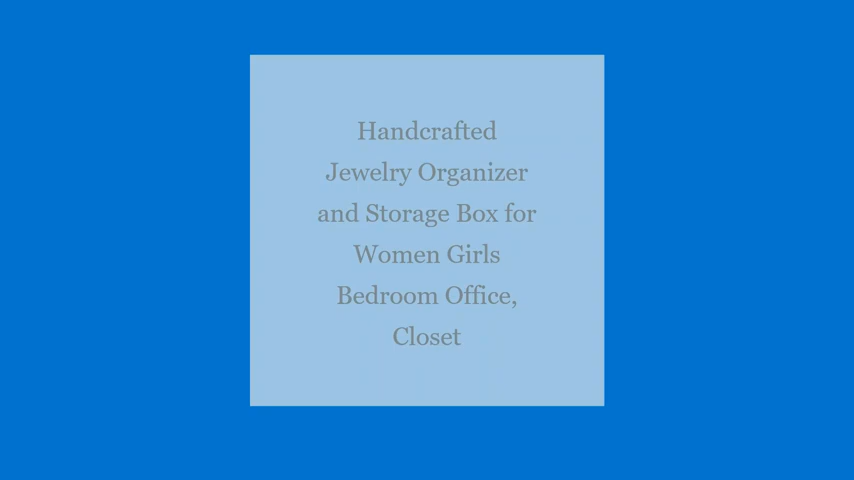 Handcrafted
Jewelry Organizer
and Storage Box for
Women Girls
Bedroom Office,
Closet